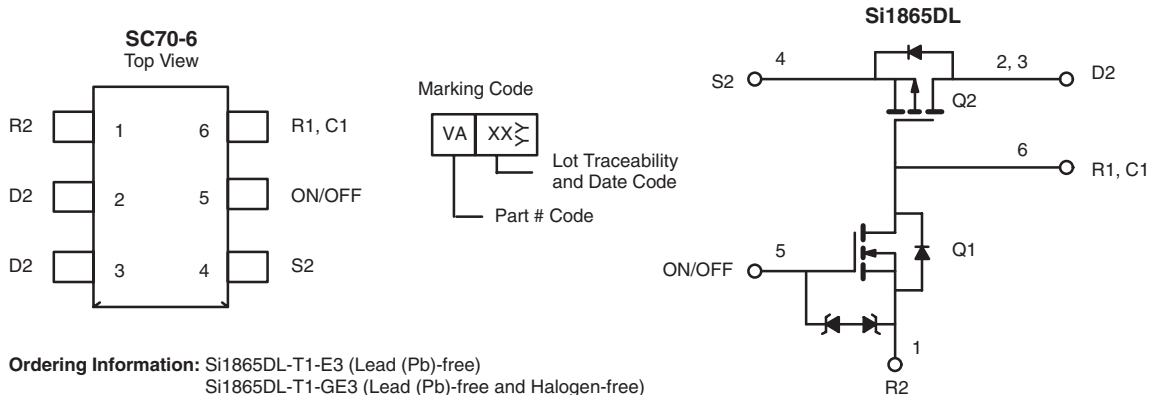 SC70-6
Top View
R2
1
6
R1, C1
D2
2
5
ON/OFF
D2
3
4
S2
Marking Code
VA
XX
YY
Lot Traceability
and Date Code
Part # Code
Si1865DL
4
2, 3
S2
D2
Q2
6
R1, C1
5
Q1
ON/OFF
1
R2
Ordering Information: Si1865DL-T1-E3 (Lead (Pb)-free)
Si1865DL-T1-GE3 (Lead (Pb)-free and Halogen-free)